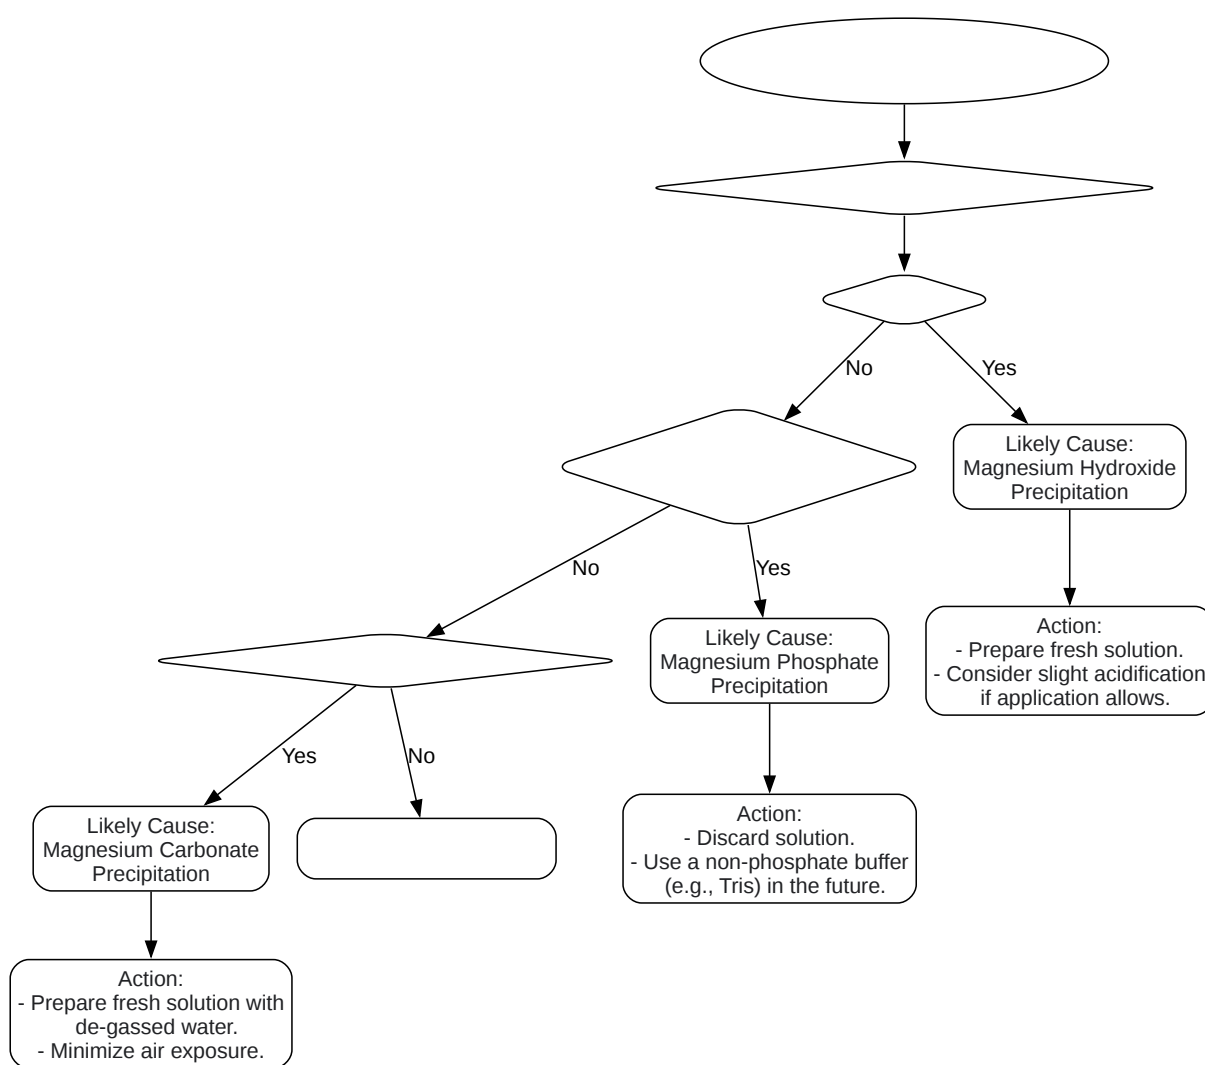 No
Yes
Likely Cause:
Magnesium Hydroxide
Precipitation
No
Yes
Likely Cause:
Magnesium Phosphate
Precipitation
Action:
- Prepare fresh solution.
- Consider slight acidification
if application allows.
Yes
No
Likely Cause:
Magnesium Carbonate
Precipitation
Action:
- Discard solution.
- Use a non-phosphate buffer
(e.g., Tris) in the future.
Action:
- Prepare fresh solution with
de-gassed water.
- Minimize air exposure.